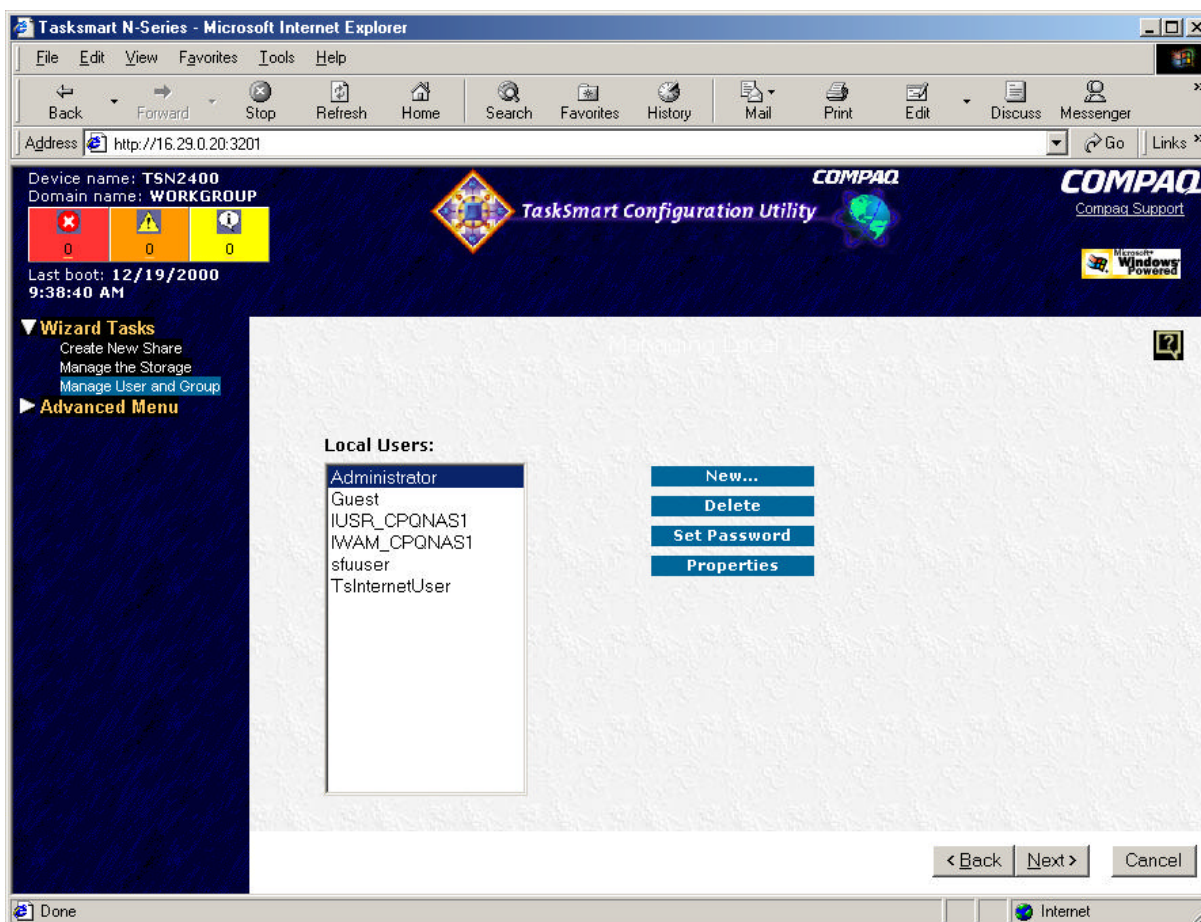 Tasksmart N-Series - Microsoft Internet Explorer
File Edit View Favorites Tools Help
Back Forward Stop Refresh Home Search Favorites History Mail Print Edit Discuss Messenger »
Address http://16.29.0.20:3201 Go Links »
Device name: TSN2400
Domain name: WORKGROUP
0 0 0
Last boot: 12/19/2000
9:38:40 AM
TaskSmart Configuration Utility
COMPAQ
COMPAQ
Compaq Support
Microsoft
Windows
Powered
Wizard Tasks
Create New Share
Manage the Storage
Manage User and Group
Advanced Menu
Local Users:
Administrator
Guest
IUSR_CPQNAS1
IWAM_CPQNAS1
sfuuser
TsInternetUser
New...
Delete
Set Password
Properties
< Back Next > Cancel
Done Internet